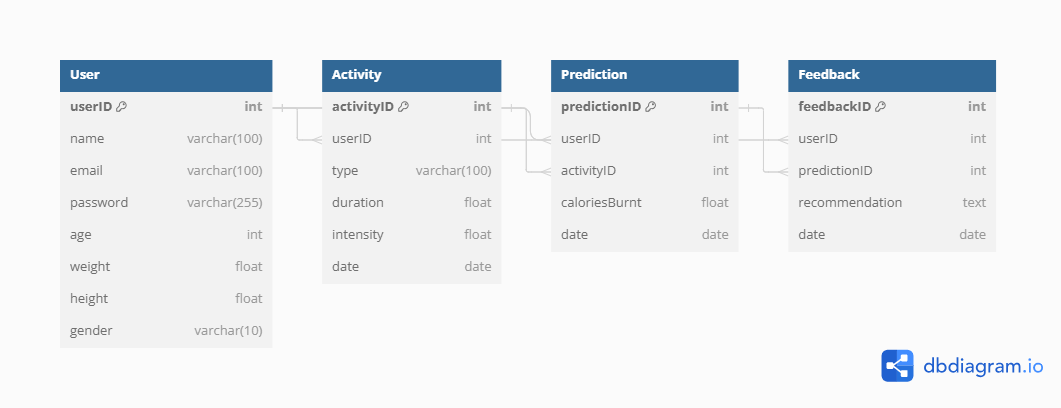 User
userID int
name varchar(100)
email varchar(100)
password varchar(255)
age int
weight float
height float
gender varchar(10)
Activity
activityID int
userID int
type varchar(100)
duration float
intensity float
date date
Prediction
predictionID int
userID int
activityID int
caloriesBurnt float
date date
Feedback
feedbackID int
userID int
predictionID int
recommendation text
date date
dbdiagram.io